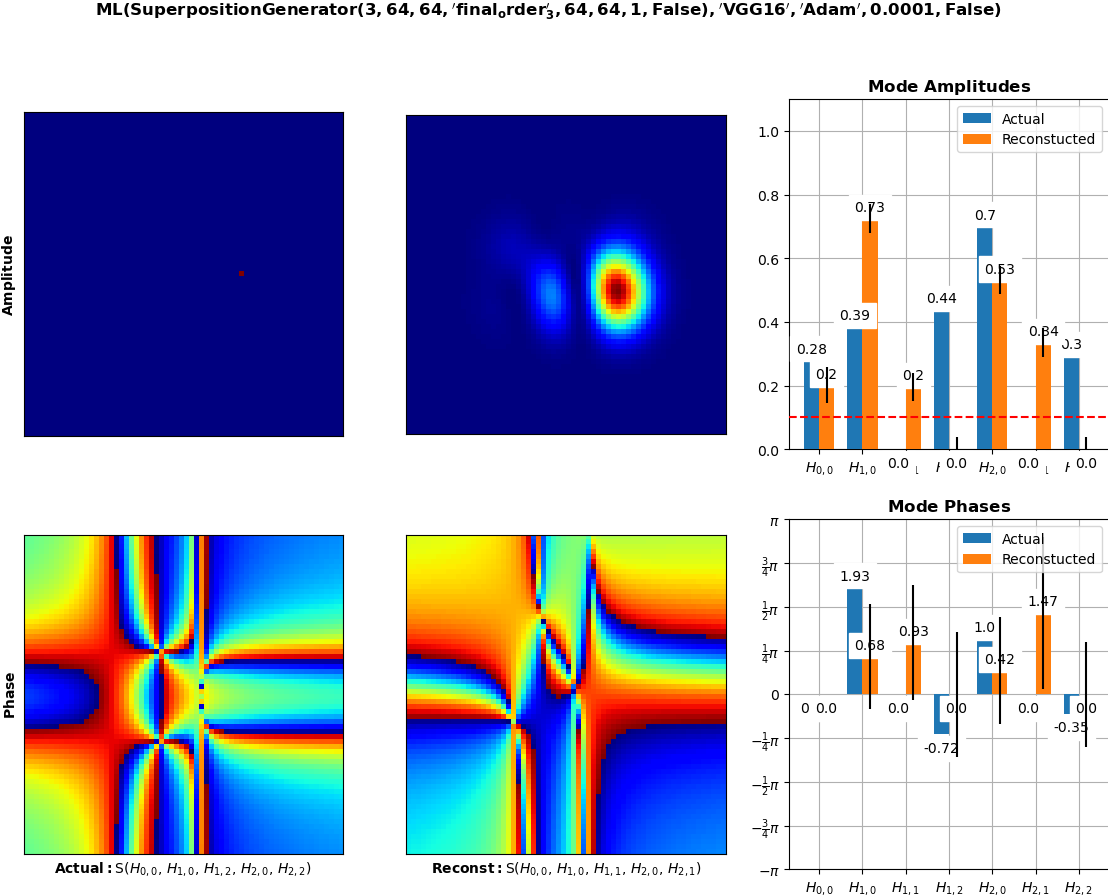 ML(SuperpositionGenerator(3, 64, 64, 'final_order'_3, 64, 64, 1, False), 'VGG16', 'Adam', 0.0001, False)
Mode Amplitudes
Amplitude
Actual
Reconstucted
1.0
0.8
0.6
0.4
0.2
0.0
0.28
0.2
0.39
0.73
0.0
0.2
0.44
0.0
0.7
0.53
0.0
0.34
0.3
0.0
H0,0
H1,0
H2,0
Mode Phases
Phase
Actual
Reconstucted
π
3/4π
1/2π
1/4π
0
−1/4π
−1/2π
−3/4π
−π
0
0.0
1.93
0.68
0.0
0.93
-0.72
0.0
1.0
0.42
0.0
1.47
-0.35
0.0
H0,0
H1,0
H1,1
H1,2
H2,0
H2,1
H2,2
Actual: S(H0,0, H1,0, H1,2, H2,0, H2,2)
Reconst: S(H0,0, H1,0, H1,1, H2,0, H2,1)